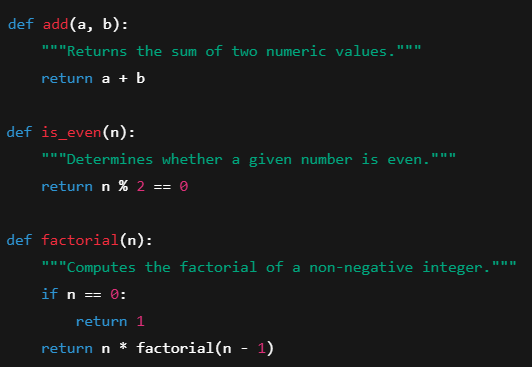 def add(a, b):
    """Returns the sum of two numeric values."""
    return a + b

def is_even(n):
    """Determines whether a given number is even."""
    return n % 2 == 0

def factorial(n):
    """Computes the factorial of a non-negative integer."""
    if n == 0:
        return 1
    return n * factorial(n - 1)